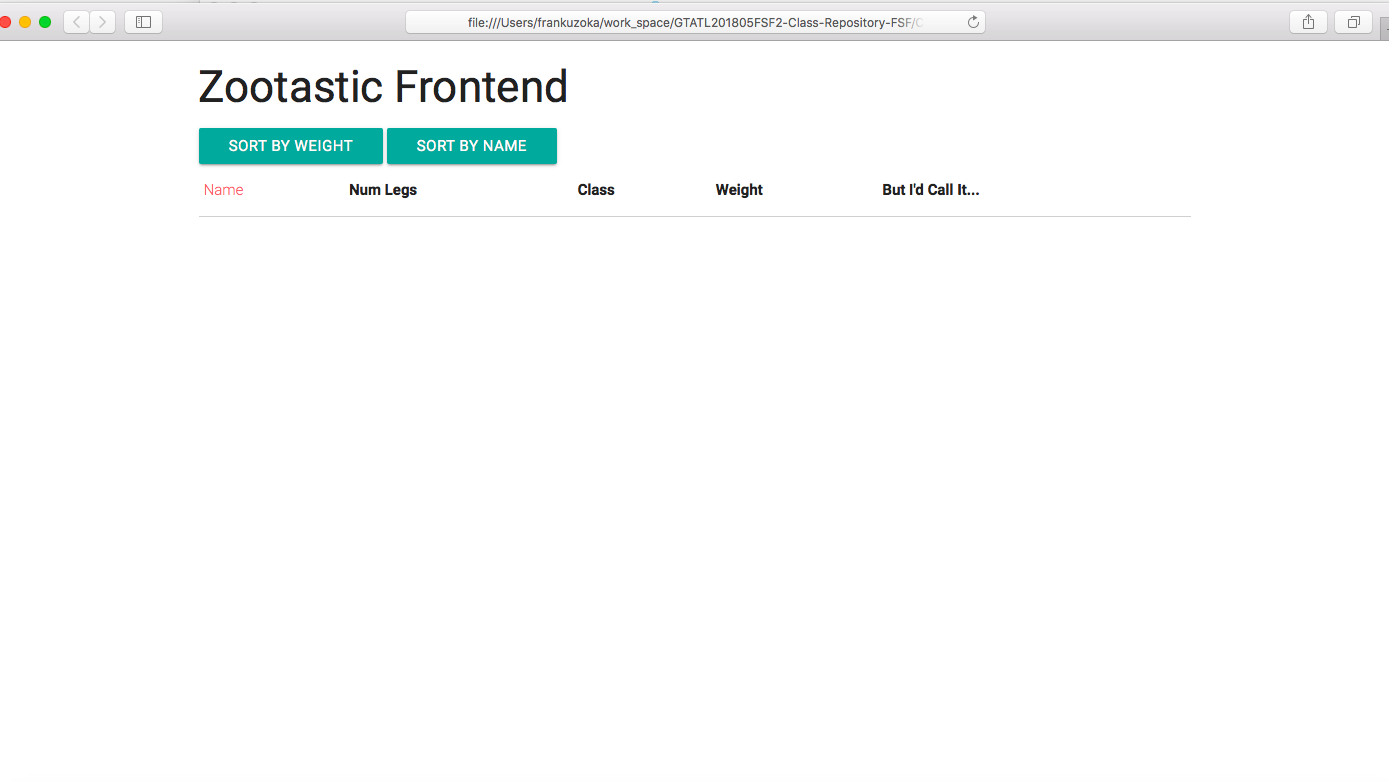 file:///Users/frankuzoka/work_space/GTATL201805FSF2-Class-Repository-FSF/
Zootastic Frontend
SORT BY WEIGHT SORT BY NAME
Name Num Legs Class Weight But I'd Call It...